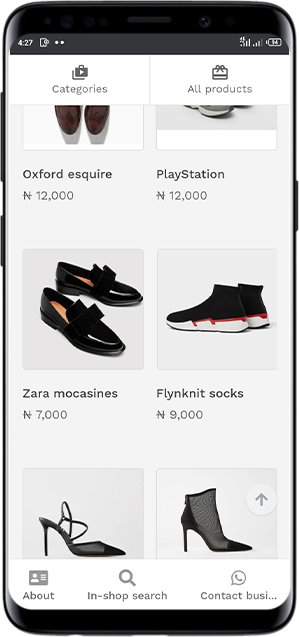 4:27
94
Categories
All products
Oxford esquire
PlayStation
₦ 12,000
₦ 12,000
Zara mocasines
Flynknit socks
₦ 7,000
₦ 9,000
About
In-shop search
Contact busi...